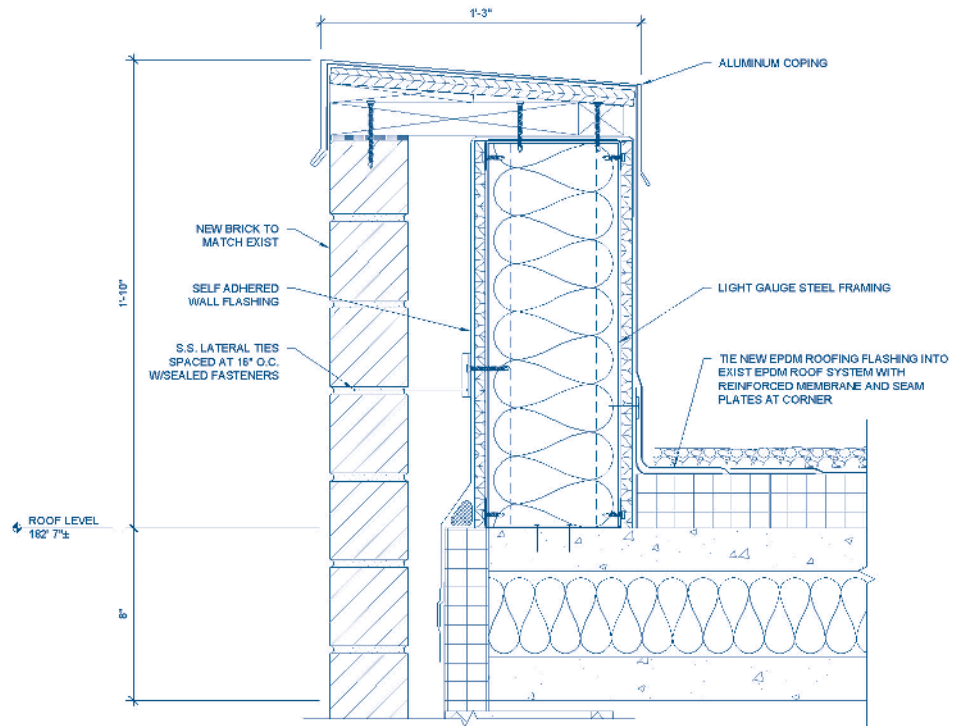 1'-3"
ALUMINUM COPING
NEW BRICK TO
MATCH EXIST
1'-10"
SELF ADHERED
WALL FLASHING
LIGHT GAUGE STEEL FRAMING
S.S. LATERAL TIES
SPACED AT 16" O.C.
W/SEALED FASTENERS
TIE NEW EPDM ROOFING FLASHING INTO
EXIST EPDM ROOF SYSTEM WITH
REINFORCED MEMBRANE AND SEAM
PLATES AT CORNER
ROOF LEVEL
182' 7"±
8"